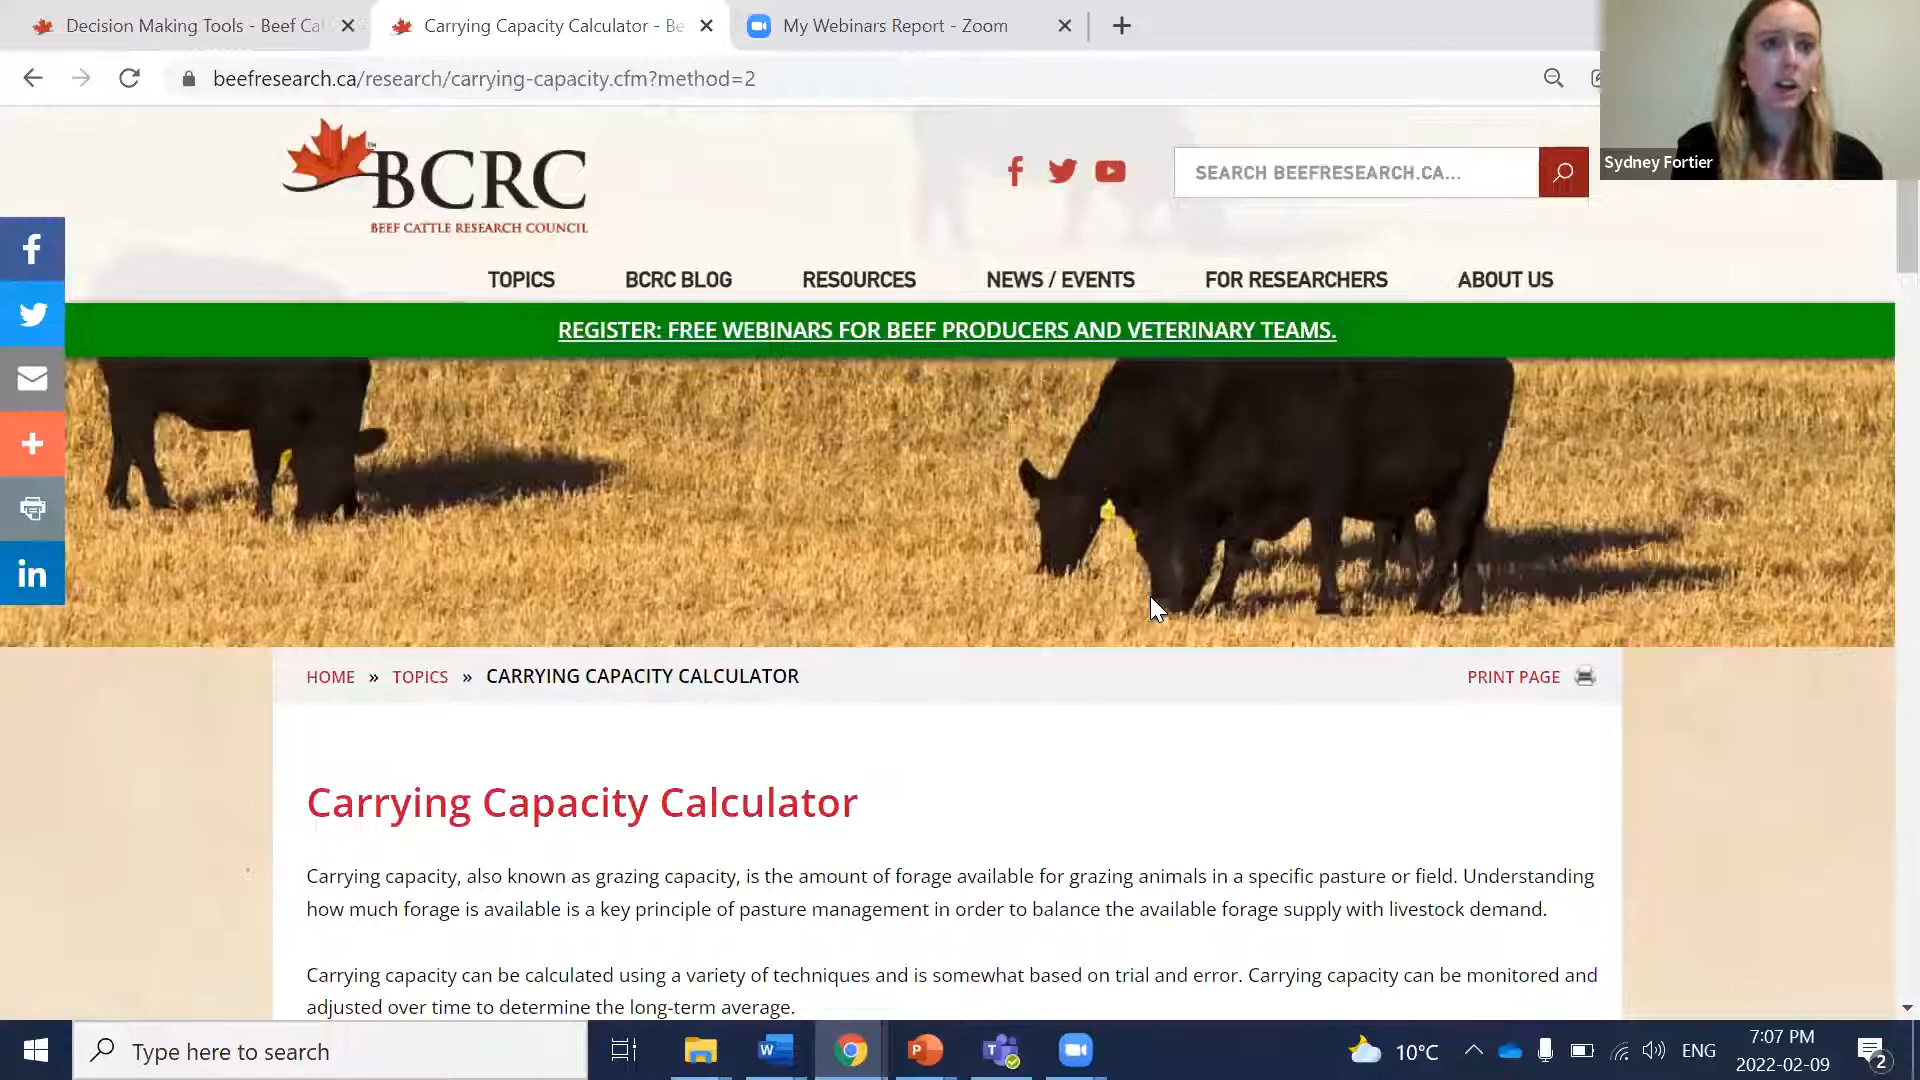 Decision Making Tools - Beef Ca
Carrying Capacity Calculator - Be
My Webinars Report - Zoom
beefresearch.ca/research/carrying-capacity.cfm?method=2
Sydney Fortier
BCRC
BEEF CATTLE RESEARCH COUNCIL
SEARCH BEEFRESEARCH.CA...
TOPICS
BCRC BLOG
RESOURCES
NEWS / EVENTS
FOR RESEARCHERS
ABOUT US
REGISTER: FREE WEBINARS FOR BEEF PRODUCERS AND VETERINARY TEAMS.
HOME » TOPICS » CARRYING CAPACITY CALCULATOR
PRINT PAGE
Carrying Capacity Calculator
Carrying capacity, also known as grazing capacity, is the amount of forage available for grazing animals in a specific pasture or field. Understanding
how much forage is available is a key principle of pasture management in order to balance the available forage supply with livestock demand.
Carrying capacity can be calculated using a variety of techniques and is somewhat based on trial and error. Carrying capacity can be monitored and
adjusted over time to determine the long-term average.
Type here to search
10°C
ENG
7:07 PM
2022-02-09
2